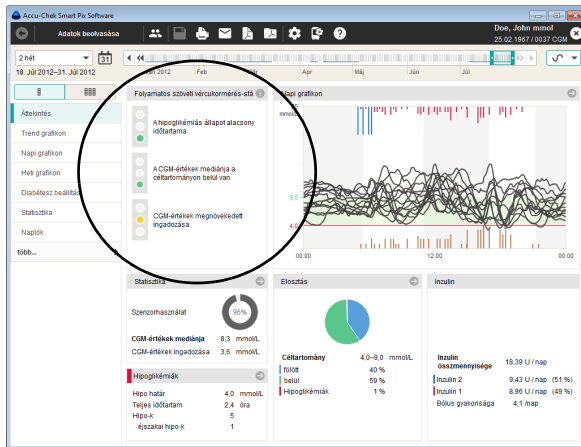 Accu-Chek Smart Pix Software
Adatok beolvasása
Doe, John mmol
25.02.1967 / 0037 CGM
2 hét
31
18. Júl 2012–31. Júl 2012
2012
Feb
Ápr
Máj
Jún
Júl
Áttekintés
Trend grafikon
Napi grafikon
Heti grafikon
Diabétesz beállítás
Statisztika
Naplók
több...
Folyamatos szöveti vércukormérés-stá
A hipoglikémiás állapot alacsony
időtartama
A CGM-értékek mediánja a
céltartományon belül van
CGM-értékek megnövekedett
ingadozása
Napi grafikon
mmol/L
9,0
4,0
00:00
12:00
00:00
Statisztika
Szenzorhasználat
96%
CGM-értékek mediánja 8,3 mmol/L
CGM-értékek ingadozása 3,6 mmol/L
Hipoglikémiák
Hipo határ 4,0 mmol/L
Teljes időtartam 2,4 óra
Hipo-k 5
éjszakai hipo-k 1
Elosztás
Céltartomány 4,0–9,0 mmol/L
fölött 40 %
belül 59 %
Hipoglikémiák 1 %
Inzulin
Inzulin
összmennyisége 18,39 U / nap
Inzulin 2 9,43 U / nap (51 %)
Inzulin 1 8,96 U / nap (49 %)
Bólus gyakorisága 4,1 /nap